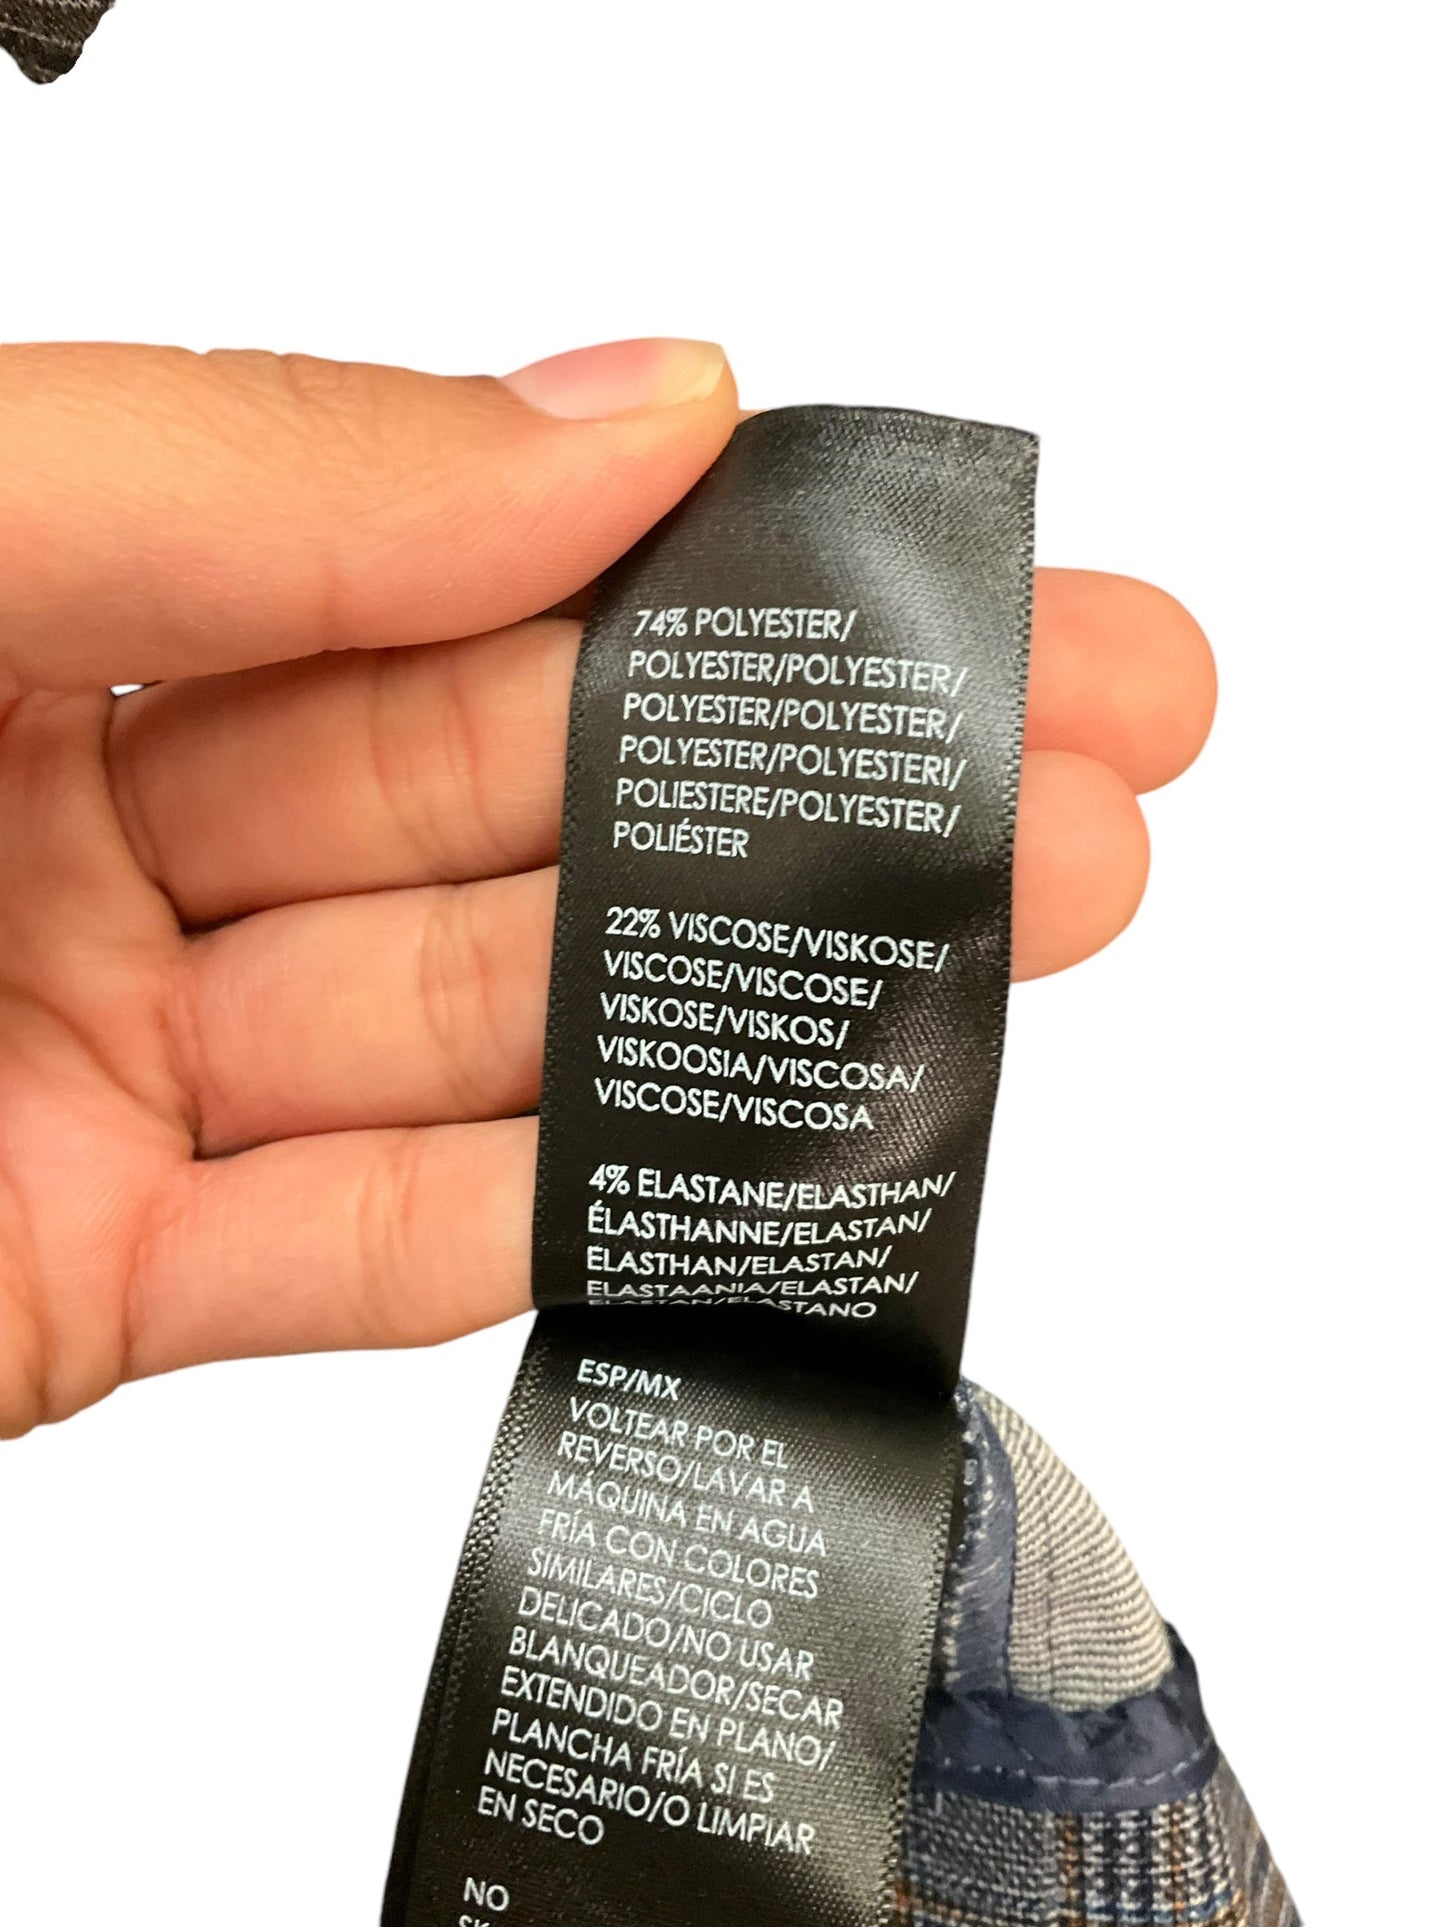 74% POLYESTER/
POLYESTER/POLYESTER/
POLYESTER/POLYESTER/
POLYESTER/POLYESTERI/
POLIESTERE/POLYESTER/
POLIÉSTER
22% VISCOSE/VISKOSE/
VISCOSE/VISCOSE/
VISKOSE/VISKOS/
VISKOOSIA/VISCOSA/
VISCOSE/VISCOSA
4% ELASTANE/ELASTHAN/
ÉLASTHANNE/ELASTAN/
ELASTHAN/ELASTAN/
ELASTAANIA/ELASTAN/
ELASTAN/ELASTANO
ESP/MX
VOLTEAR POR EL
REVERSO/LAVAR A
MÁQUINA EN AGUA
FRÍA CON COLORES
SIMILARES/CICLO
DELICADO/NO USAR
BLANQUEADOR/SECAR
EXTENDIDO EN PLANO/
PLANCHA FRÍA SI ES
NECESARIO/O LIMPIAR
EN SECO
NO